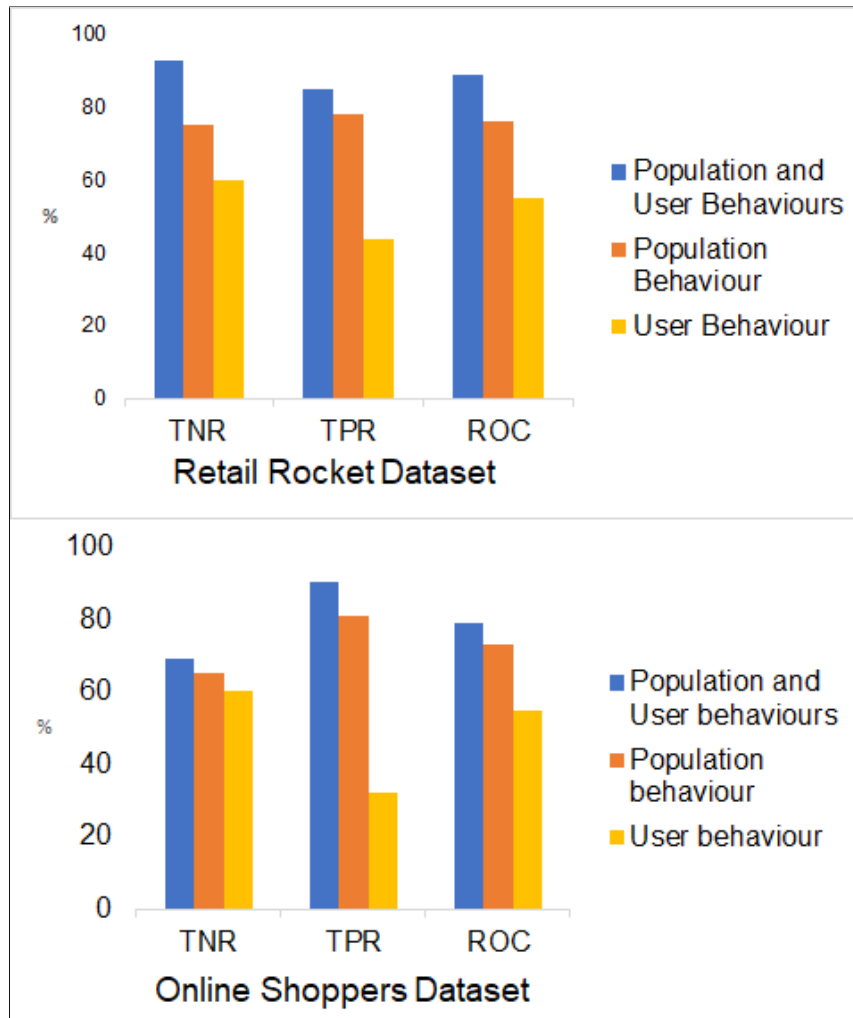 100
80
60
%
40
20
0
TNR TPR ROC
Retail Rocket Dataset
Population and
User Behaviours
Population
Behaviour
User Behaviour
100
80
60
%
40
20
0
TNR TPR ROC
Online Shoppers Dataset
Population and
User behaviours
Population
behaviour
User behaviour